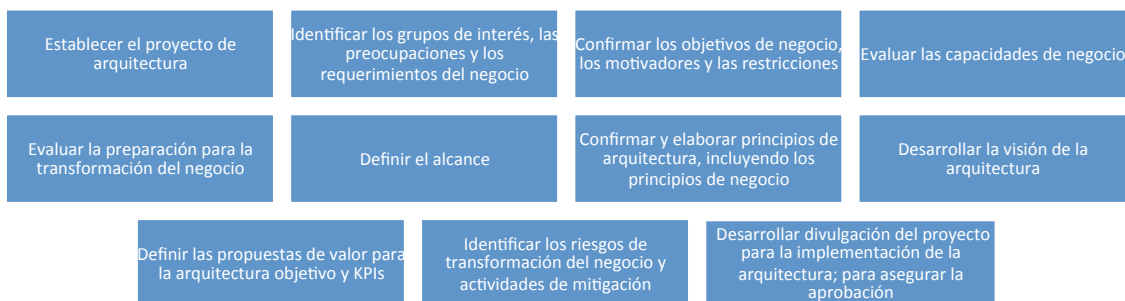 Establecer el proyecto de
arquitectura
Identificar los grupos de interés, las
preocupaciones y los
requerimientos del negocio
Confirmar los objetivos de negocio,
los motivadores y las restricciones
Evaluar las capacidades de negocio
Evaluar la preparación para la
transformación del negocio
Definir el alcance
Confirmar y elaborar principios de
arquitectura, incluyendo los
principios de negocio
Desarrollar la visión de la
arquitectura
Definir las propuestas de valor para
la arquitectura objetivo y KPIs
Identificar los riesgos de
transformación del negocio y
actividades de mitigación
Desarrollar divulgación del proyecto
para la implementación de la
arquitectura; para asegurar la
aprobación